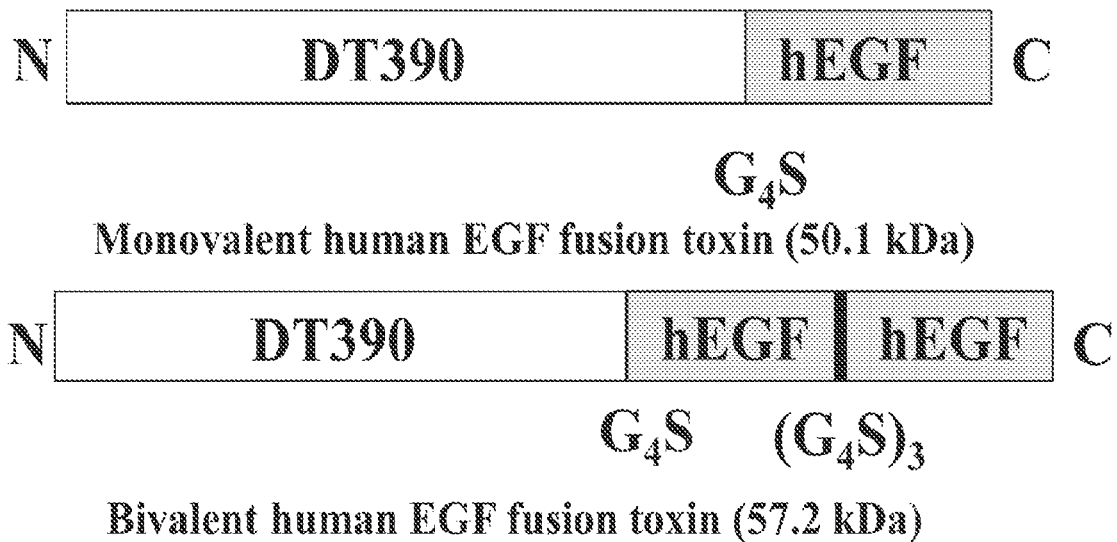 N DT390 hEGF C
G₄S
Monovalent human EGF fusion toxin (50.1 kDa)
N DT390 hEGF hEGF C
G₄S (G₄S)₃
Bivalent human EGF fusion toxin (57.2 kDa)